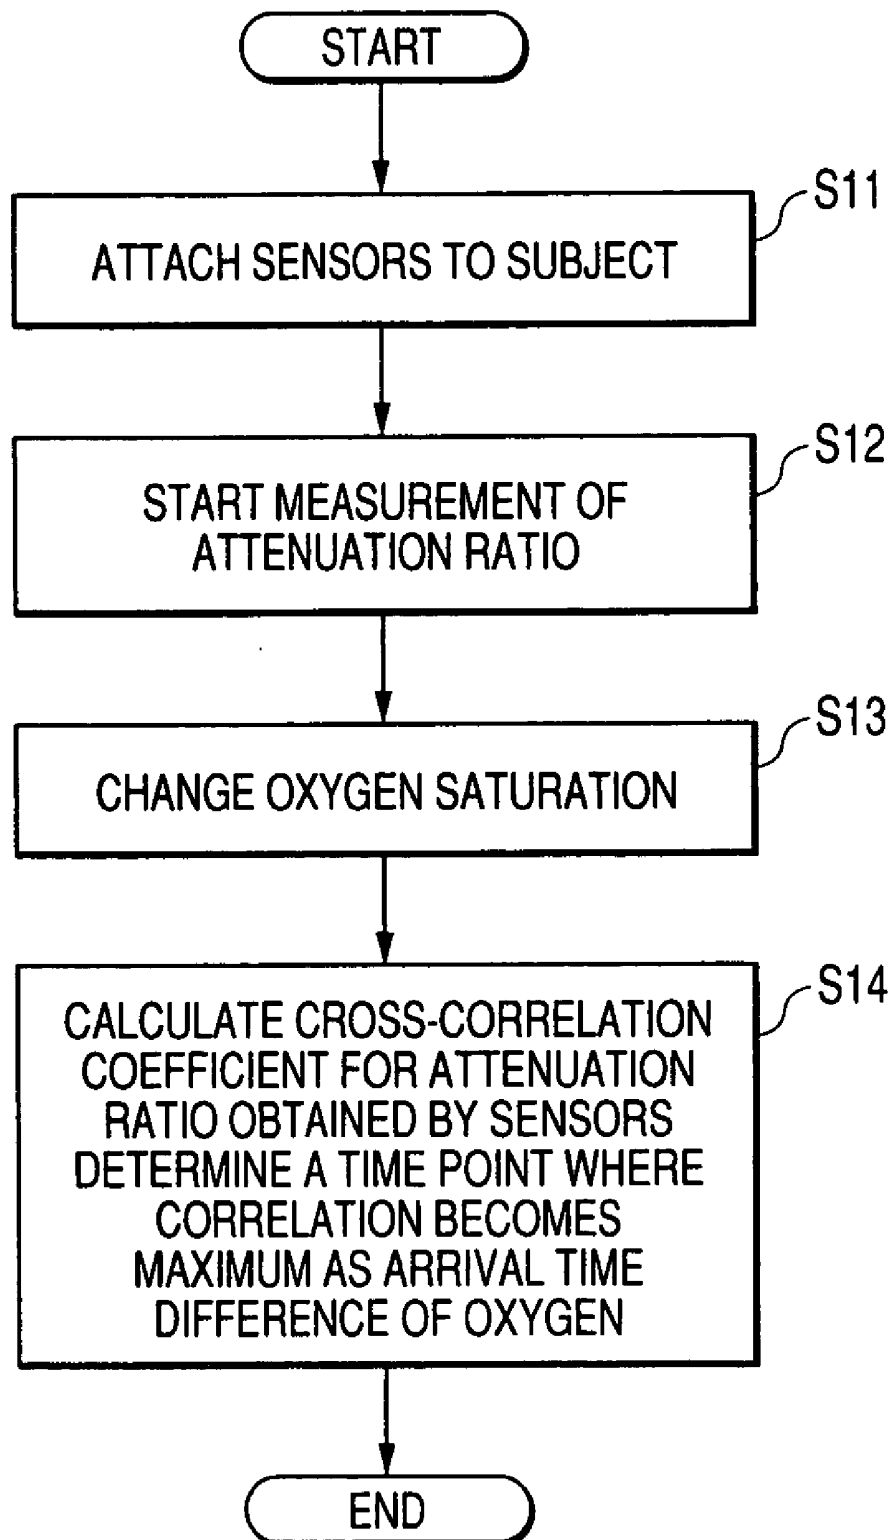 START
S11
ATTACH SENSORS TO SUBJECT
S12
START MEASUREMENT OF
ATTENUATION RATIO
S13
CHANGE OXYGEN SATURATION
S14
CALCULATE CROSS-CORRELATION
COEFFICIENT FOR ATTENUATION
RATIO OBTAINED BY SENSORS
DETERMINE A TIME POINT WHERE
CORRELATION BECOMES
MAXIMUM AS ARRIVAL TIME
DIFFERENCE OF OXYGEN
END